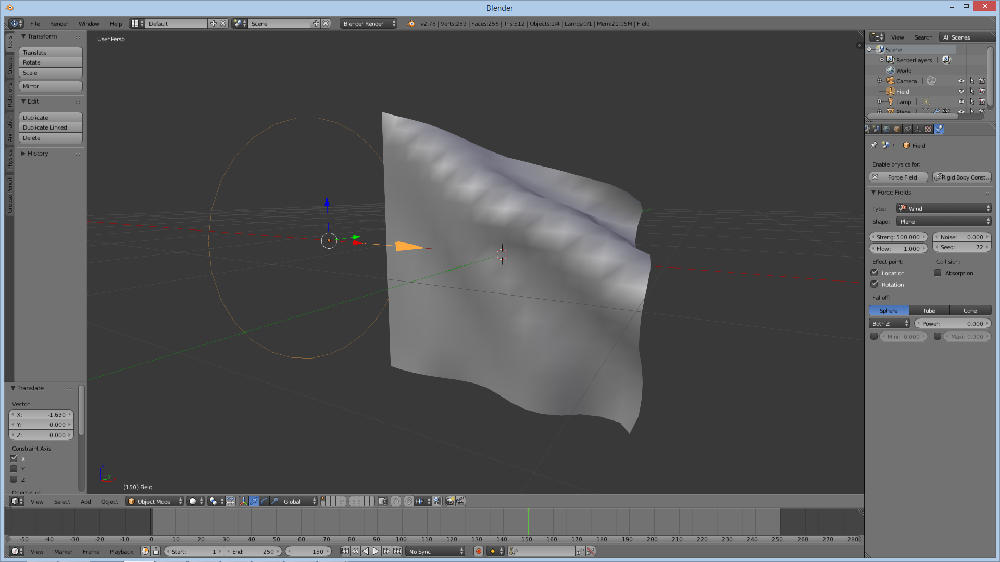 Blender
File Render Window Help Default Scene Blender Render v2.78 | Verts:289 | Faces:256 | Tris:512 | Objects:1/4 | Lamps:0/1 | Mem:21.05M | Field
Tools
Create
Relations
Animation
Physics
Grease Pencil
Transform
Translate
Rotate
Scale
Mirror
Edit
Duplicate
Duplicate Linked
Delete
History
Translate
Vector
X: -1.630
Y: 0.000
Z: 0.000
Constraint Axis
X
Y
Z
Orientation
User Persp
z
y
(150) Field
View Select Add Object Object Mode Global
-50 -40 -30 -20 -10 0 10 20 30 40 50 60 70 80 90 100 110 120 130 140 150 160 170 180 190 200 210 220 230 240 250 260 270 280
View Marker Frame Playback Start: 1 End: 250 150 No Sync
View Search All Scenes
Scene
RenderLayers
World
Camera
Field
Lamp
Plane
Field
Enable physics for:
Force Field Rigid Body Const...
Force Fields
Type: Wind
Shape: Plane
Streng: 500.000 Noise: 0.000
Flow: 1.000 Seed: 72
Effect point: Collision:
Location Absorption
Rotation
Falloff:
Sphere Tube Cone
Both Z Power: 0.000
Mini: 0.000 Maxi: 0.000